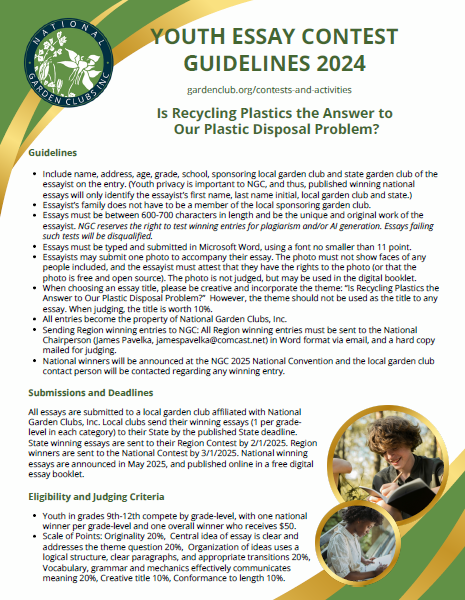 NATIONAL
GARDEN CLUBS INC
YOUTH ESSAY CONTEST
GUIDELINES 2024
gardenclub.org/contests-and-activities
Is Recycling Plastics the Answer to
Our Plastic Disposal Problem?
Guidelines
• Include name, address, age, grade, school, sponsoring local garden club and state garden club of the
essayist on the entry. (Youth privacy is important to NGC, and thus, published winning national
essays will only identify the essayist's first name, last name initial, local garden club and state.)
• Essayist's family does not have to be a member of the local sponsoring garden club.
• Essays must be between 600-700 characters in length and be the unique and original work of the
essayist. NGC reserves the right to test winning entries for plagiarism and/or AI generation. Essays failing
such tests will be disqualified.
• Essays must be typed and submitted in Microsoft Word, using a font no smaller than 11 point.
• Essayists may submit one photo to accompany their essay. The photo must not show faces of any
people included, and the essayist must attest that they have the rights to the photo (or that the
photo is free and open source). The photo is not judged, but may be used in the digital booklet.
• When choosing an essay title, please be creative and incorporate the theme: "Is Recycling Plastics the
Answer to Our Plastic Disposal Problem?" However, the theme should not be used as the title to any
essay. When judging, the title is worth 10%.
• All entries become the property of National Garden Clubs, Inc.
• Sending Region winning entries to NGC: All Region winning entries must be sent to the National
Chairperson (James Pavelka, jamespavelka@comcast.net) in Word format via email, and a hard copy
mailed for judging.
• National winners will be announced at the NGC 2025 National Convention and the local garden club
contact person will be contacted regarding any winning entry.
Submissions and Deadlines
All essays are submitted to a local garden club affiliated with National
Garden Clubs, Inc. Local clubs send their winning essays (1 per grade-
level in each category) to their State by the published State deadline.
State winning essays are sent to their Region Contest by 2/1/2025. Region
winners are sent to the National Contest by 3/1/2025. National winning
essays are announced in May 2025, and published online in a free digital
essay booklet.
Eligibility and Judging Criteria
• Youth in grades 9th-12th compete by grade-level, with one national
winner per grade-level and one overall winner who receives $50.
• Scale of Points: Originality 20%, Central idea of essay is clear and
addresses the theme question 20%, Organization of ideas uses a
logical structure, clear paragraphs, and appropriate transitions 20%,
Vocabulary, grammar and mechanics effectively communicates
meaning 20%, Creative title 10%, Conformance to length 10%.